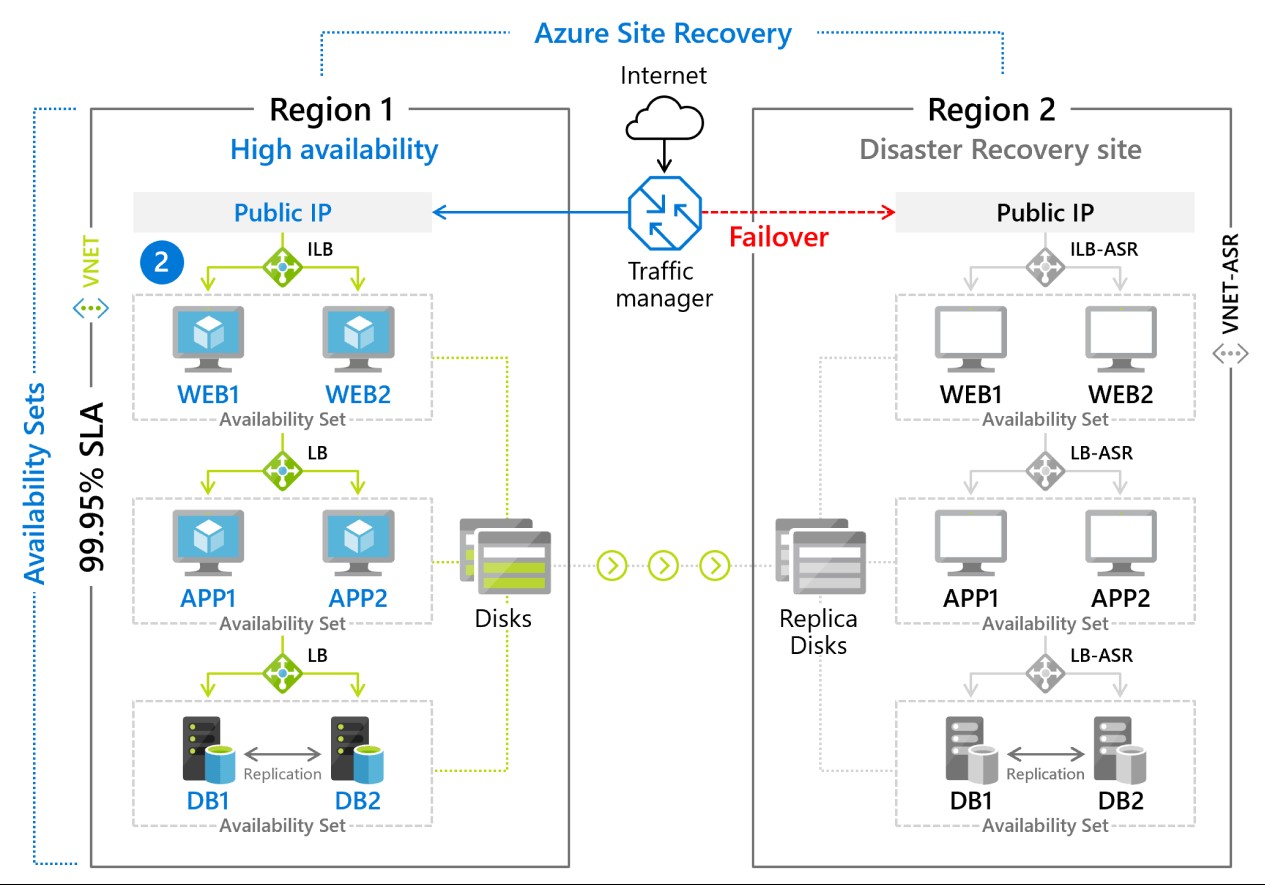 Azure Site Recovery
Internet
Region 1
High availability
Region 2
Disaster Recovery site
Public IP
Failover
Public IP
Traffic
manager
VNET
2
ILB
ILB-ASR
VNET-ASR
WEB1
WEB2
Availability Set
WEB1
WEB2
Availability Set
Availability Sets
99.95% SLA
LB
LB-ASR
APP1
APP2
Availability Set
Disks
Replica
Disks
APP1
APP2
Availability Set
LB
LB-ASR
Replication
DB1
DB2
Availability Set
Replication
DB1
DB2
Availability Set